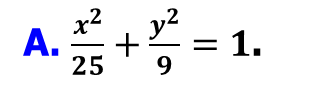 A. x²/25 + y²/9 = 1.